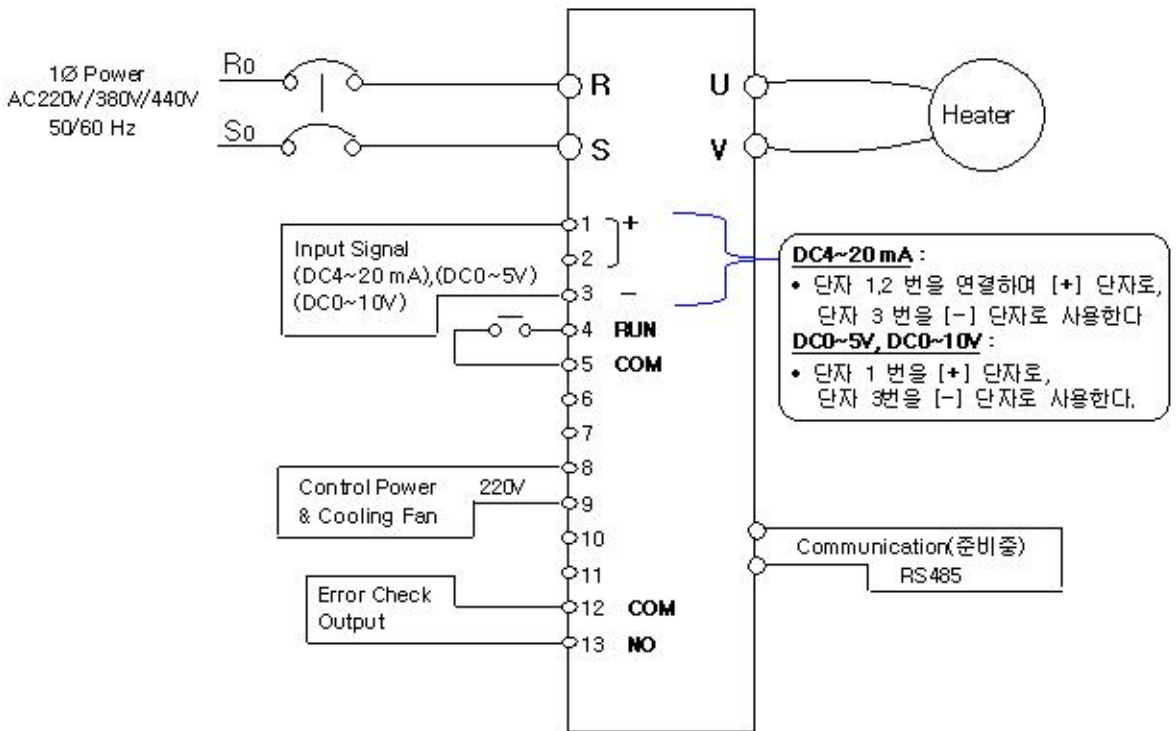 1Ø Power
AC220V/380V/440V
50/60 Hz
Ro
So
R
S
U
V
Heater
Input Signal
(DC4~20 mA),(DC0~5V)
(DC0~10V)
1 +
2
3 −
4 RUN
5 COM
6
7
8
9
10
11
12 COM
13 NO
Control Power 220V
& Cooling Fan
Error Check
Output
DC4~20 mA :
• 단자 1,2 번을 연결하여 [+] 단자로,
단자 3 번을 [−] 단자로 사용한다
DC0~5V, DC0~10V :
• 단자 1 번을 [+] 단자로,
단자 3번을 [−] 단자로 사용한다.
Communication(준비중)
RS485